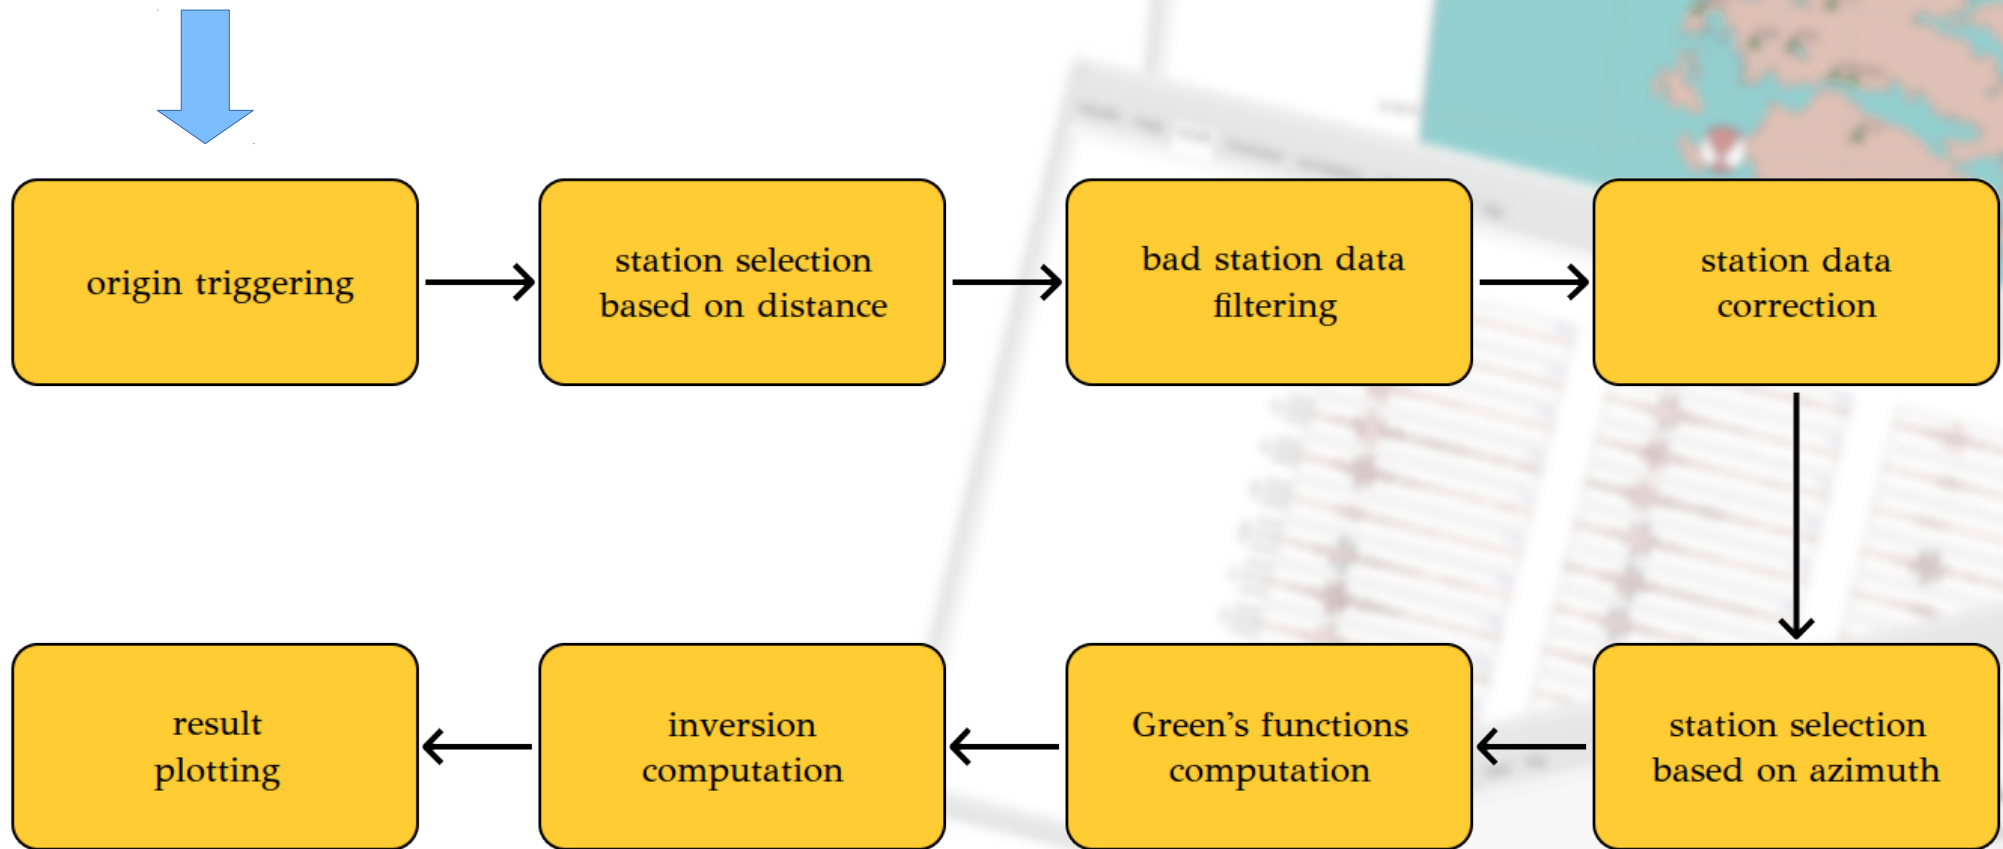 origin triggering
station selection
based on distance
bad station data
filtering
station data
correction
station selection
based on azimuth
Green's functions
computation
inversion
computation
result
plotting